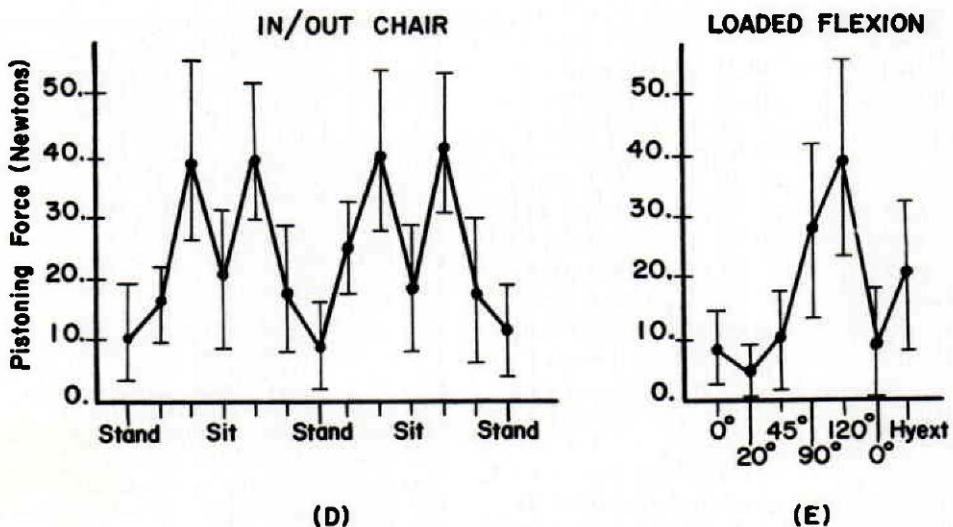 IN/OUT CHAIR
Pistoning Force (Newtons)
50.
40.
30.
20.
10.
0.
Stand Sit Stand Sit Stand
(D)
LOADED FLEXION
50.
40.
30.
20.
10.
0.
0° 45° 120° Hyext
20° 90° 0°
(E)